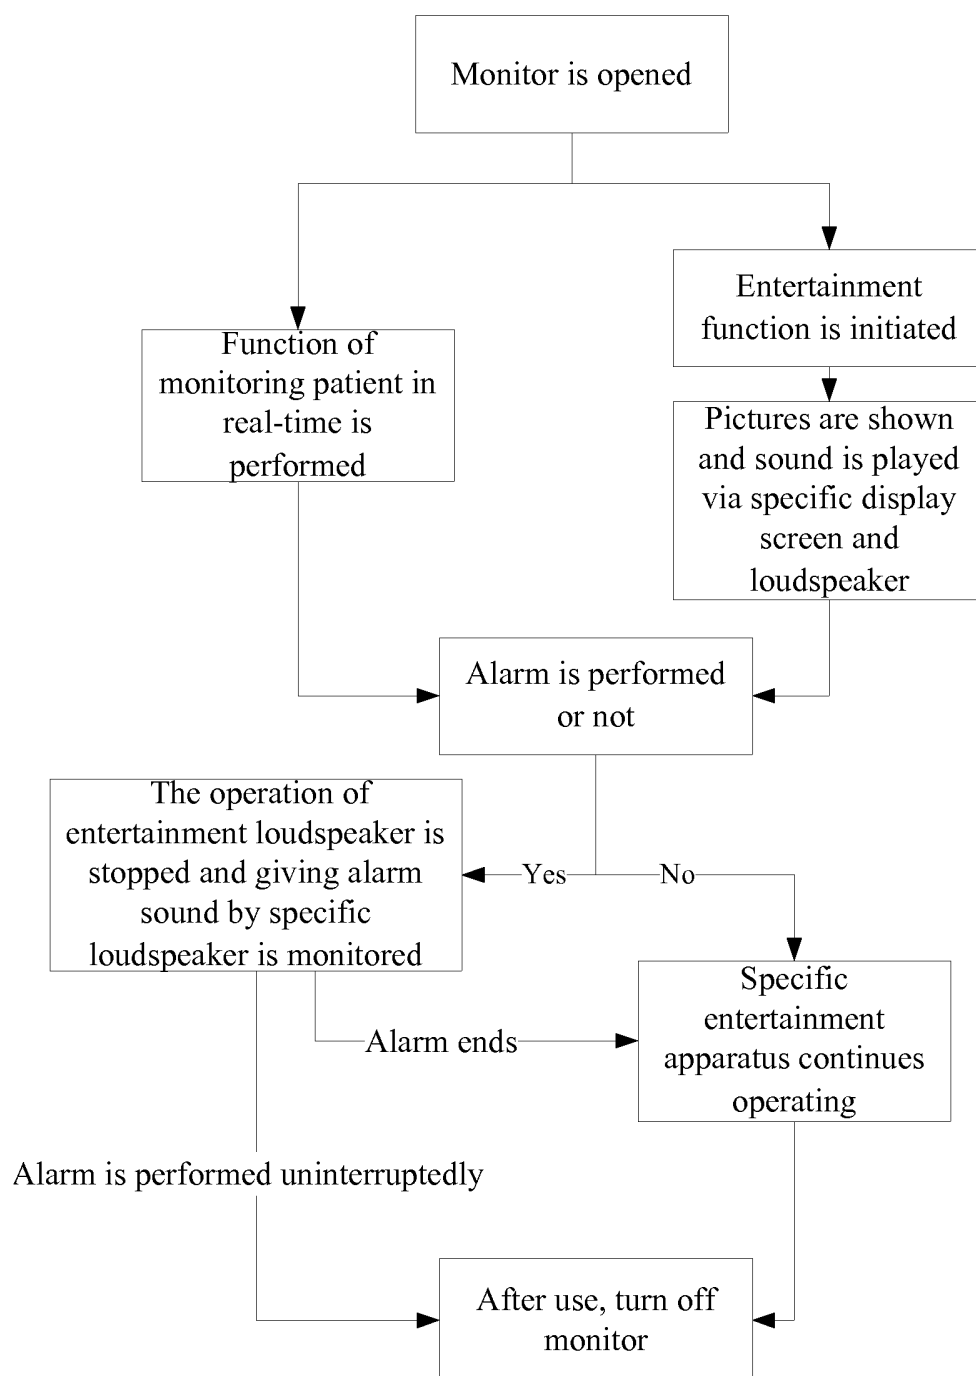 Monitor is opened
Entertainment
function is initiated
Function of
monitoring patient in
real-time is
performed
Pictures are shown
and sound is played
via specific display
screen and
loudspeaker
Alarm is performed
or not
The operation of
entertainment loudspeaker is
stopped and giving alarm
sound by specific
loudspeaker is monitored
Yes
No
Specific
entertainment
apparatus continues
operating
Alarm ends
Alarm is performed uninterruptedly
After use, turn off
monitor